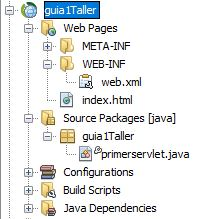 guia1Taller
Web Pages
META-INF
WEB-INF
web.xml
index.html
Source Packages [java]
guia1Taller
primerservlet.java
Configurations
Build Scripts
Java Dependencies